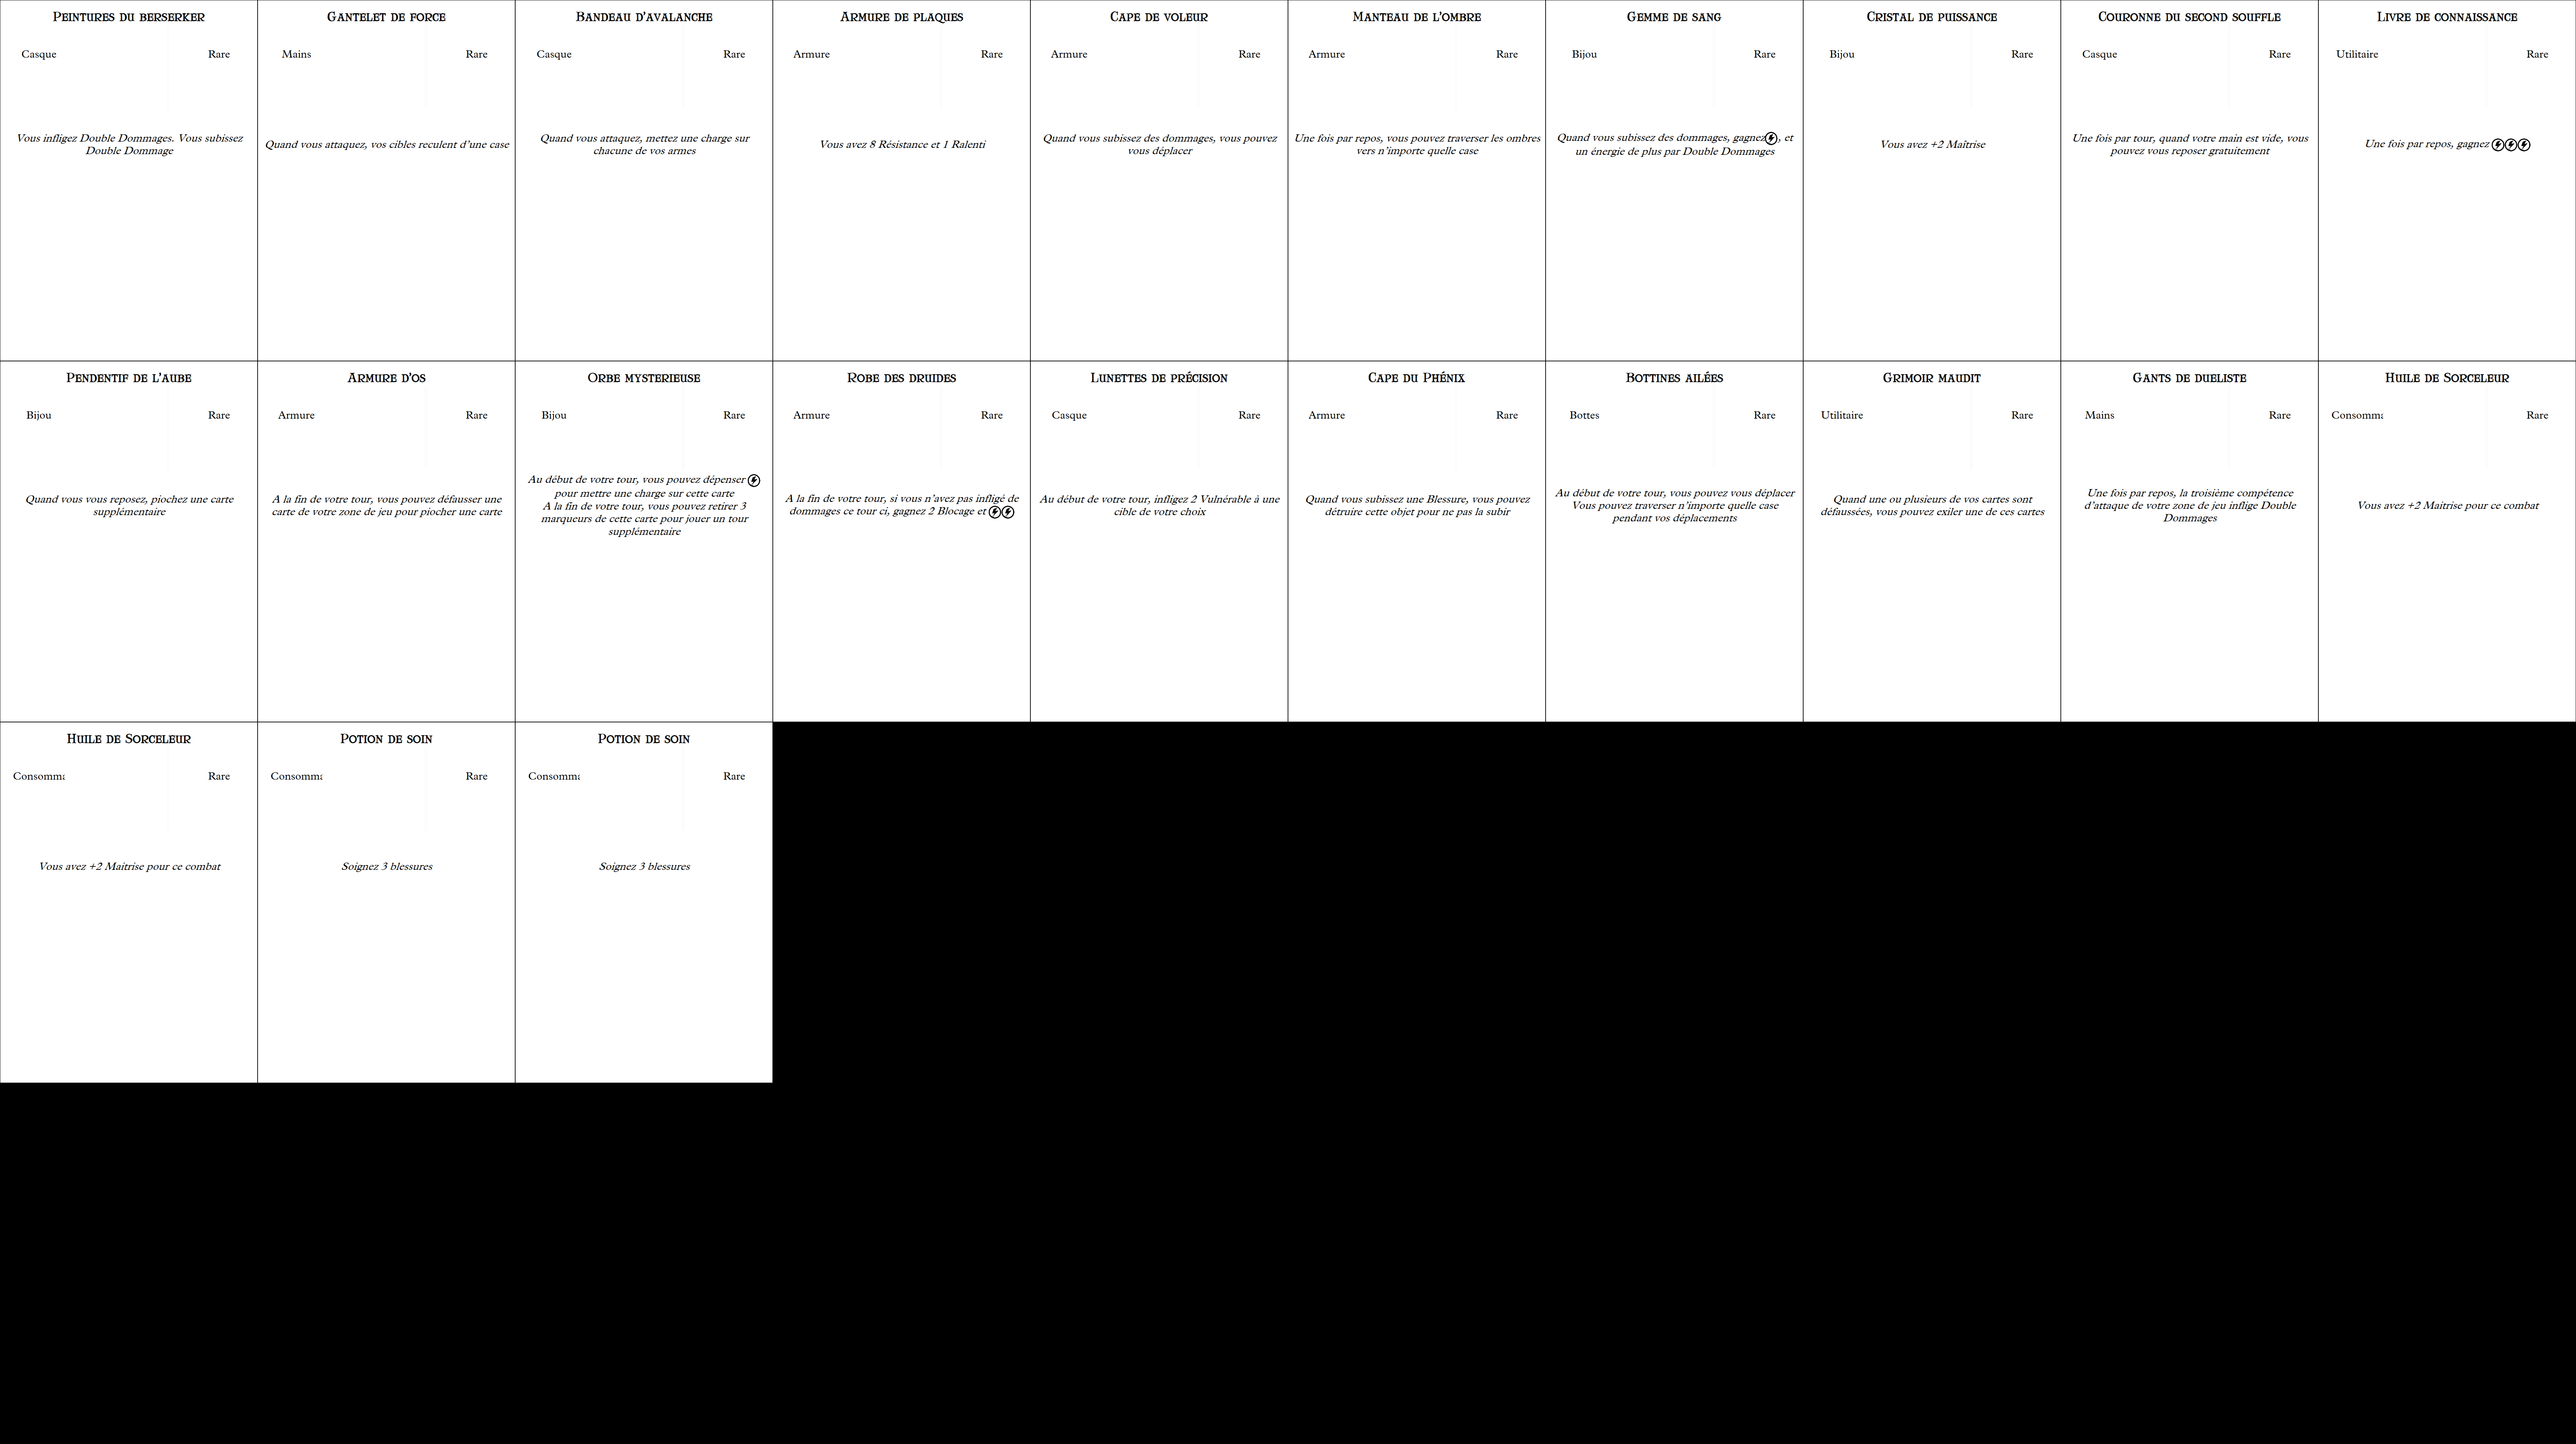 Peintures du berserker
Casque Rare
Vous infligez Double Dommages. Vous subissez
Double Dommage
Gantelet de force
Mains Rare
Quand vous attaquez, vos cibles reculent d'une case
Bandeau d'avalanche
Casque Rare
Quand vous attaquez, mettez une charge sur
chacune de vos armes
Armure de plaques
Armure Rare
Vous avez 8 Résistance et 1 Ralenti
Cape de voleur
Armure Rare
Quand vous subissez des dommages, vous pouvez
vous déplacer
Manteau de l'ombre
Armure Rare
Une fois par repos, vous pouvez traverser les ombres
vers n'importe quelle case
Gemme de sang
Bijou Rare
Quand vous subissez des dommages, gagnez , et
un énergie de plus par Double Dommages
Cristal de puissance
Bijou Rare
Vous avez +2 Maîtrise
Couronne du second souffle
Casque Rare
Une fois par tour, quand votre main est vide, vous
pouvez vous reposer gratuitement
Livre de connaissance
Utilitaire Rare
Une fois par repos, gagnez
Pendentif de l'aube
Bijou Rare
Quand vous vous reposez, piochez une carte
supplémentaire
Armure d'os
Armure Rare
A la fin de votre tour, vous pouvez défausser une
carte de votre zone de jeu pour piocher une carte
Orbe mysterieuse
Bijou Rare
Au début de votre tour, vous pouvez dépenser
pour mettre une charge sur cette carte
A la fin de votre tour, vous pouvez retirer 3
marqueurs de cette carte pour jouer un tour
supplémentaire
Robe des druides
Armure Rare
A la fin de votre tour, si vous n'avez pas infligé de
dommages ce tour ci, gagnez 2 Blocage et
Lunettes de précision
Casque Rare
Au début de votre tour, infligez 2 Vulnérable à une
cible de votre choix
Cape du Phénix
Armure Rare
Quand vous subissez une Blessure, vous pouvez
détruire cette objet pour ne pas la subir
Bottines ailées
Bottes Rare
Au début de votre tour, vous pouvez vous déplacer
Vous pouvez traverser n'importe quelle case
pendant vos déplacements
Grimoir maudit
Utilitaire Rare
Quand une ou plusieurs de vos cartes sont
défaussées, vous pouvez exiler une de ces cartes
Gants de dueliste
Mains Rare
Une fois par repos, la troisième compétence
d'attaque de votre zone de jeu inflige Double
Dommages
Huile de Sorceleur
Consomma Rare
Vous avez +2 Maitrise pour ce combat
Huile de Sorceleur
Consomma Rare
Vous avez +2 Maitrise pour ce combat
Potion de soin
Consomma Rare
Soignez 3 blessures
Potion de soin
Consomma Rare
Soignez 3 blessures